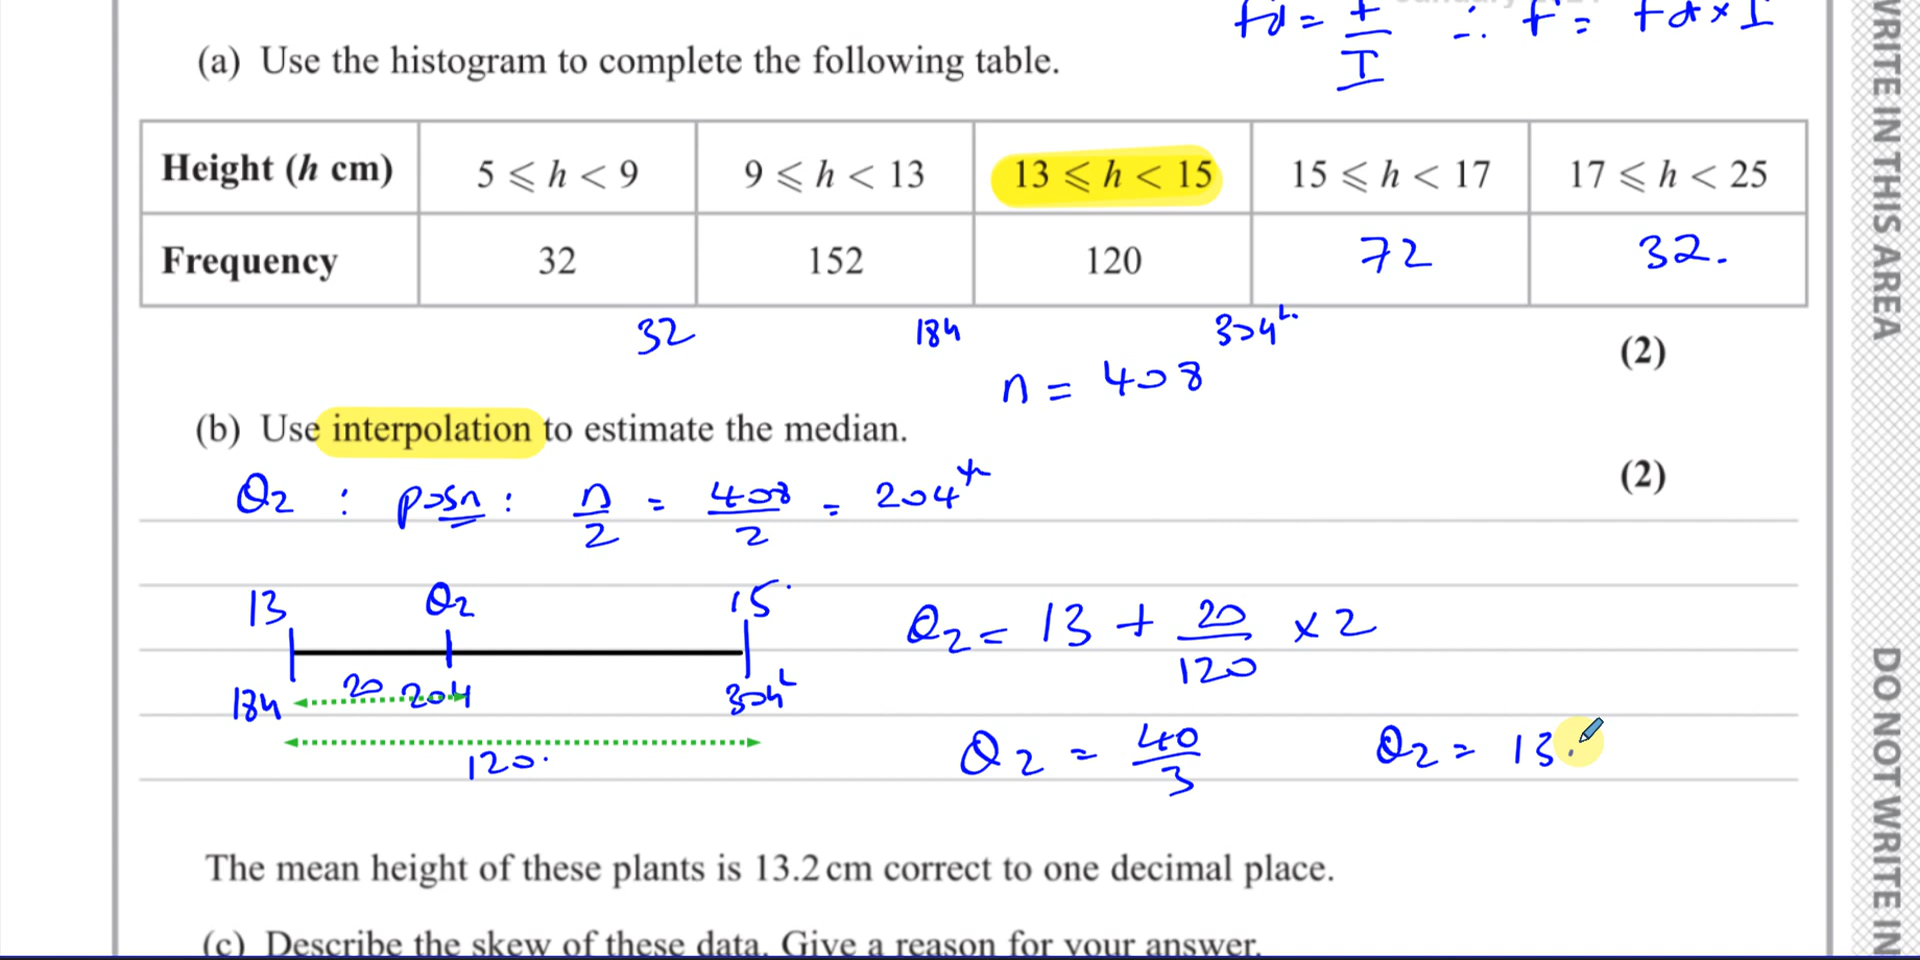 fd = f/I ∴ f = fd × I
(a) Use the histogram to complete the following table.
Height (h cm) 5 ⩽ h < 9 9 ⩽ h < 13 13 ⩽ h < 15 15 ⩽ h < 17 17 ⩽ h < 25
Frequency 32 152 120 72 32.
32 184 304
(2)
n = 408
(b) Use interpolation to estimate the median.
(2)
Q2 : posn : n/2 = 408/2 = 204th
13 Q2 15
184 20 204 304
120.
Q2 = 13 + 20/120 × 2
Q2 = 40/3 Q2 = 13.
The mean height of these plants is 13.2 cm correct to one decimal place.
(c) Describe the skew of these data. Give a reason for your answer.
WRITE IN THIS AREA
DO NOT WRITE IN